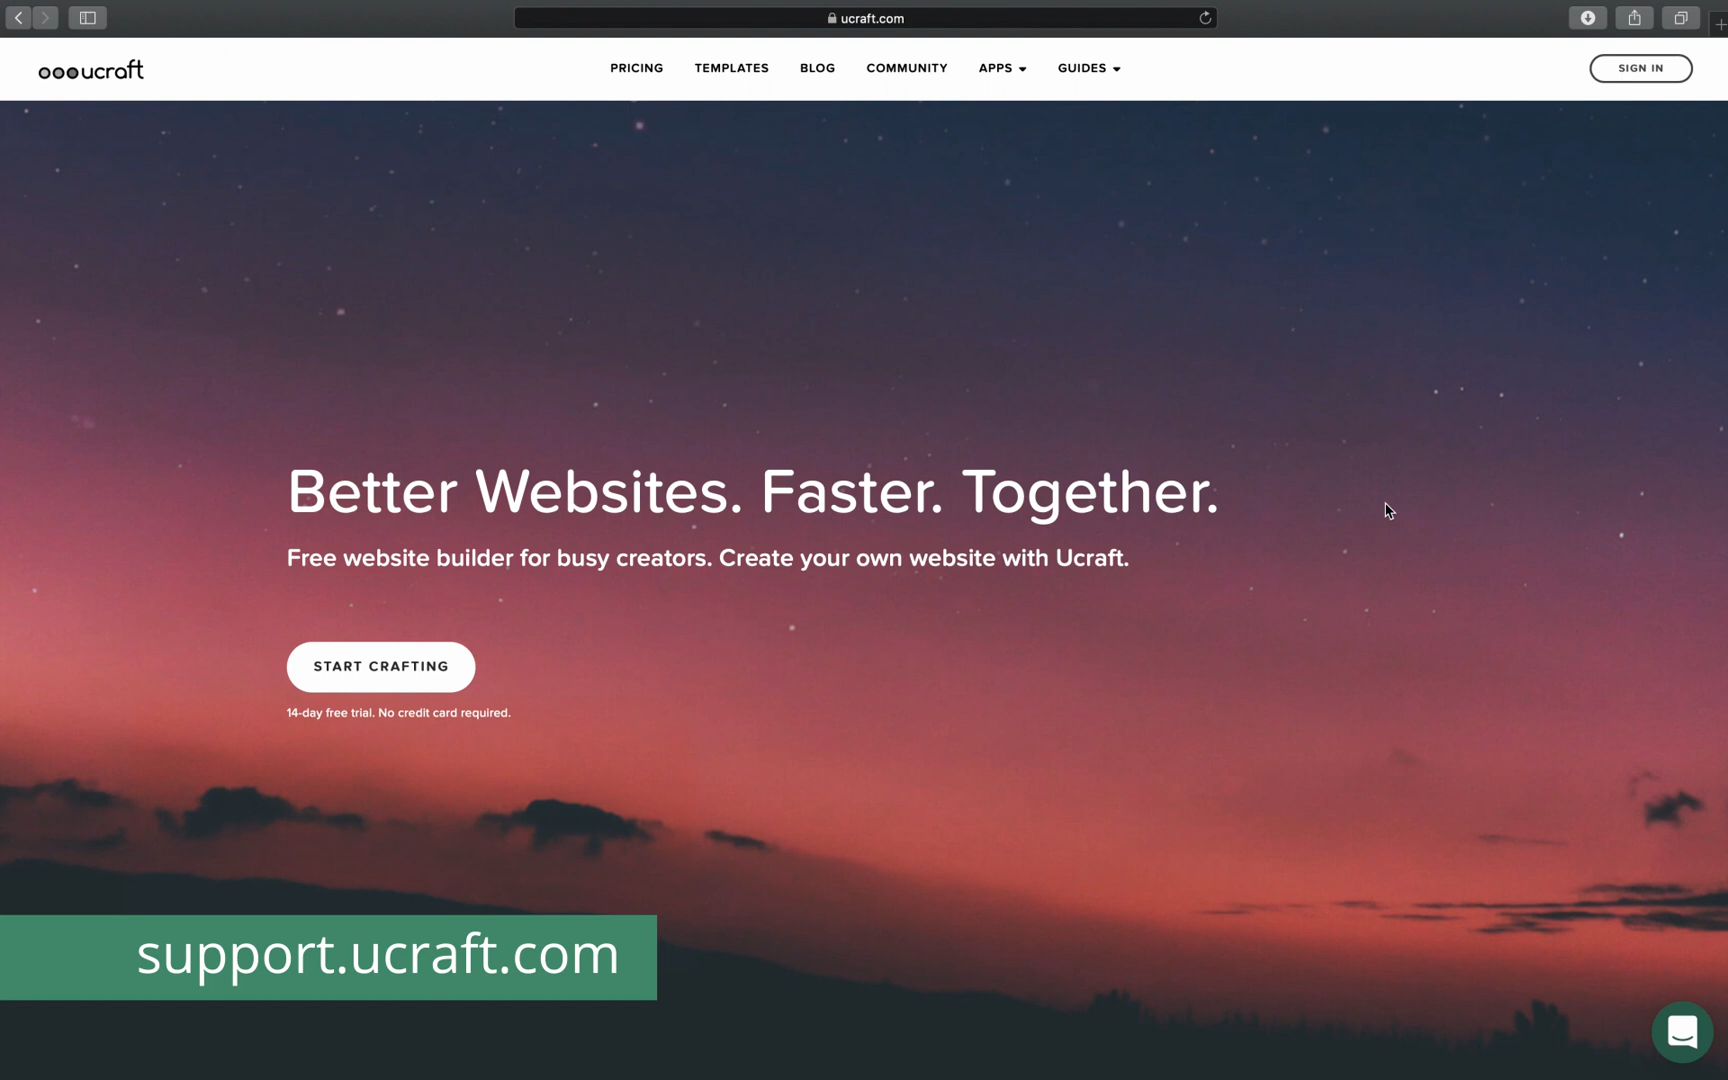 ucraft.com
ucraft
PRICING
TEMPLATES
BLOG
COMMUNITY
APPS
GUIDES
SIGN IN
Better Websites. Faster. Together.
Free website builder for busy creators. Create your own website with Ucraft.
START CRAFTING
14-day free trial. No credit card required.
support.ucraft.com